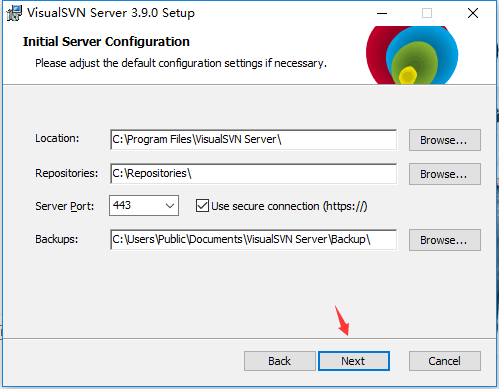 VisualSVN Server 3.9.0 Setup
Initial Server Configuration
Please adjust the default configuration settings if necessary.
Location: C:\Program Files\VisualSVN Server\ Browse...
Repositories: C:\Repositories\ Browse...
Server Port: 443 Use secure connection (https://)
Backups: C:\Users\Public\Documents\VisualSVN Server\Backup\ Browse...
Back Next Cancel